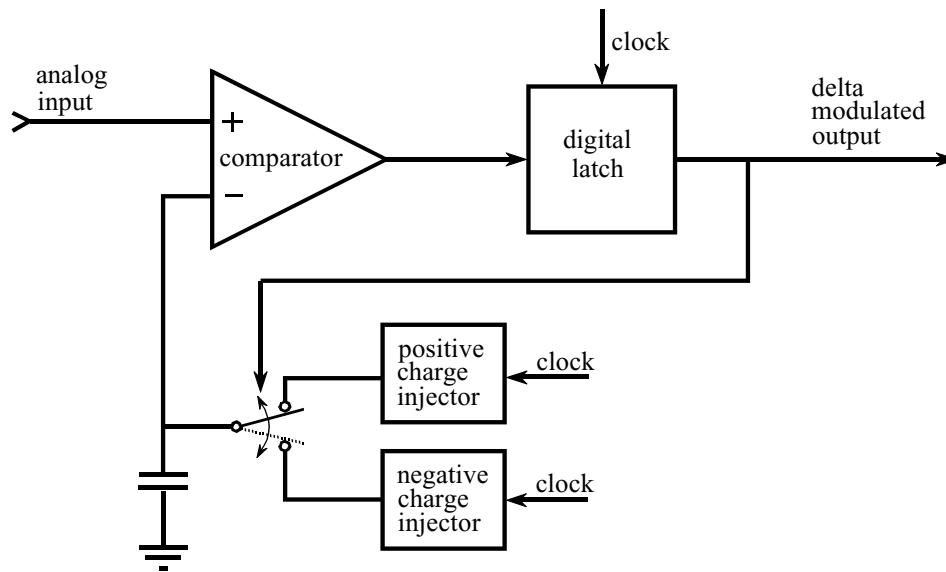 clock
analog
input
delta
modulated
output
+
comparator
−
digital
latch
positive
charge
injector
clock
negative
charge
injector
clock